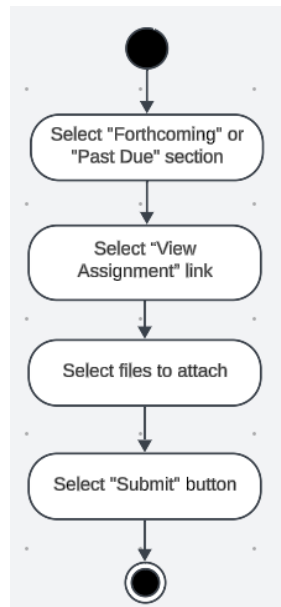 Select "Forthcoming" or
"Past Due" section
Select "View
Assignment" link
Select files to attach
Select "Submit" button